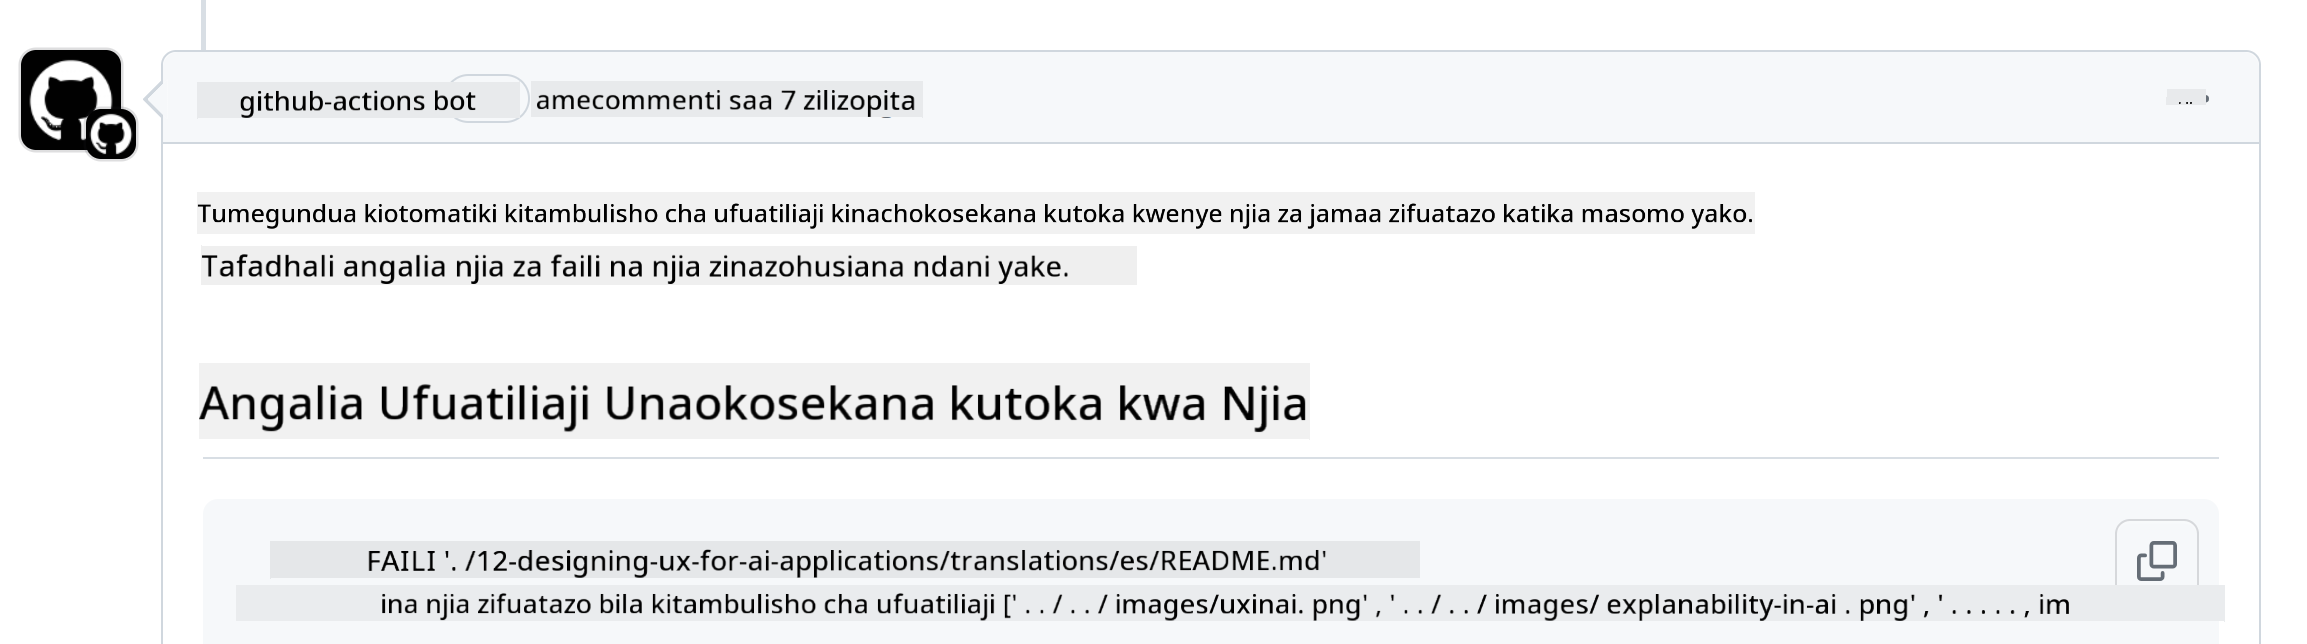 github-actions bot amecommenti saa 7 zilizopita
Tumegundua kiotomatiki kitambulisho cha ufuatiliaji kinachokosekana kutoka kwenye njia za jamaa zifuatazo katika masomo yako.
Tafadhali angalia njia za faili na njia zinazohusiana ndani yake.
Angalia Ufuatiliaji Unaokosekana kutoka kwa Njia
FAILI '. /12-designing-ux-for-ai-applications/translations/es/README.md'
ina njia zifuatazo bila kitambulisho cha ufuatiliaji [' . . / . . / images/uxinai. png' , ' . . / . . / images/ explanability-in-ai . png' , ' . . . . . , im